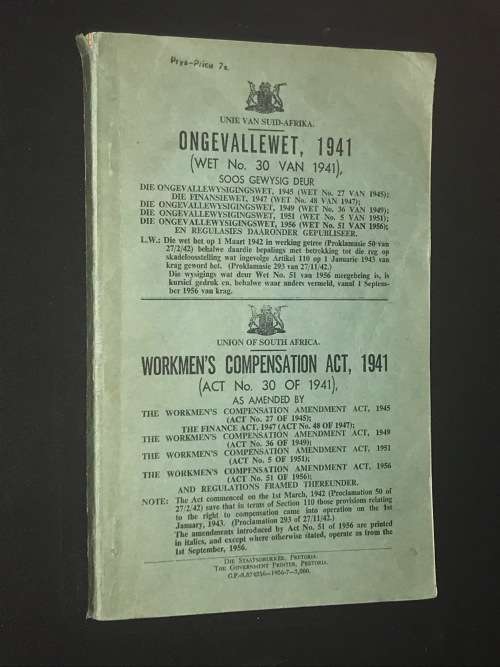 Prys-Price 7s.
UNIE VAN SUID-AFRIKA.
ONGEVALLEWET, 1941
(WET No. 30 VAN 1941),
SOOS GEWYSIG DEUR
DIE ONGEVALLEWYSIGINGSWET, 1945 (WET No. 27 VAN 1945);
DIE FINANSIEWET, 1947 (WET No. 48 VAN 1947);
DIE ONGEVALLEWYSIGINGSWET, 1949 (WET No. 36 VAN 1949);
DIE ONGEVALLEWYSIGINGSWET, 1951 (WET No. 5 VAN 1951);
DIE ONGEVALLEWYSIGINGSWET, 1956 (WET No. 51 VAN 1956);
EN REGULASIES DAARONDER GEPUBLISEER.
L.W.: Die wet het op 1 Maart 1942 in werking getree (Proklamasie 50 van
27/2/42) behalwe daardie bepalings met betrekking tot die reg op
skadeloosstelling wat ingevolge Artikel 110 op 1 Januarie 1943 van
krag geword het. (Proklamasie 293 van 27/11/42.)
Die wysigings wat deur Wet No. 51 van 1956 meegebring is, is
kursief gedruk en, behalwe waar anders vermeld, vanaf 1 Septem-
ber 1956 van krag.
UNION OF SOUTH AFRICA.
WORKMEN'S COMPENSATION ACT, 1941
(ACT No. 30 OF 1941),
AS AMENDED BY
THE WORKMEN'S COMPENSATION AMENDMENT ACT, 1945
(ACT No. 27 OF 1945);
THE FINANCE ACT, 1947 (ACT No. 48 OF 1947);
THE WORKMEN'S COMPENSATION AMENDMENT ACT, 1949
(ACT No. 36 OF 1949);
THE WORKMEN'S COMPENSATION AMENDMENT ACT, 1951
(ACT No. 5 OF 1951);
THE WORKMEN'S COMPENSATION AMENDMENT ACT, 1956
(ACT No. 51 OF 1956);
AND REGULATIONS FRAMED THEREUNDER.
NOTE: The Act commenced on the 1st March, 1942 (Proclamation 50 of
27/2/42) save that in terms of Section 110 those provisions relating
to the right to compensation came into operation on the 1st
January, 1943. (Proclamation 293 of 27/11/42.)
The amendments introduced by Act No. 51 of 1956 are printed
in italics, and except where otherwise stated, operate as from the
1st September, 1956.
DIE STAATSDRUKKER, PRETORIA.
THE GOVERNMENT PRINTER, PRETORIA.